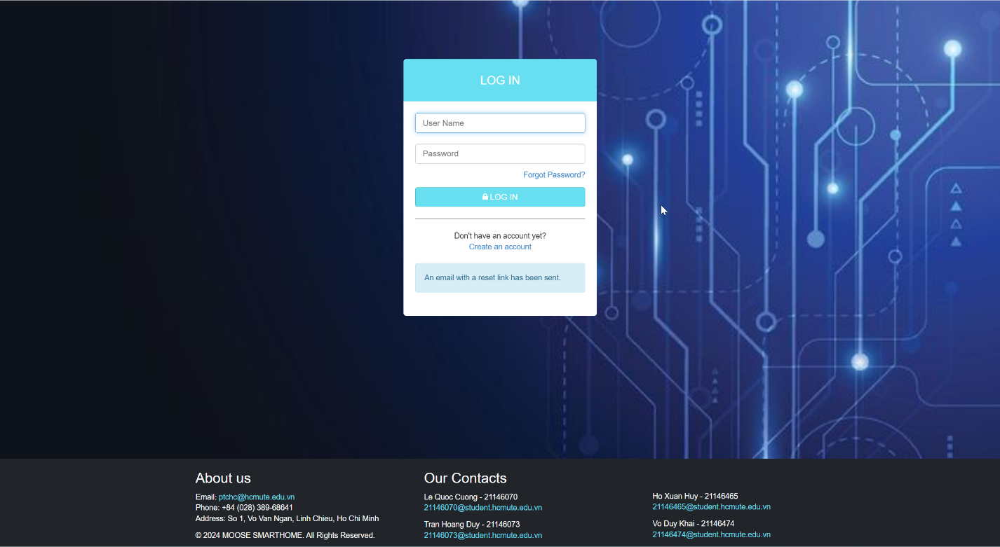 LOG IN
User Name
Password
Forgot Password?
LOG IN
Don't have an account yet?
Create an account
An email with a reset link has been sent.
About us
Email: ptchc@hcmute.edu.vn
Phone: +84 (028) 389-68641
Address: So 1, Vo Van Ngan, Linh Chieu, Ho Chi Minh
© 2024 MOOSE SMARTHOME. All Rights Reserved.
Our Contacts
Le Quoc Cuong - 21146070
21146070@student.hcmute.edu.vn
Tran Hoang Duy - 21146073
21146073@student.hcmute.edu.vn
Ho Xuan Huy - 21146465
21146465@student.hcmute.edu.vn
Vo Duy Khai - 21146474
21146474@student.hcmute.edu.vn